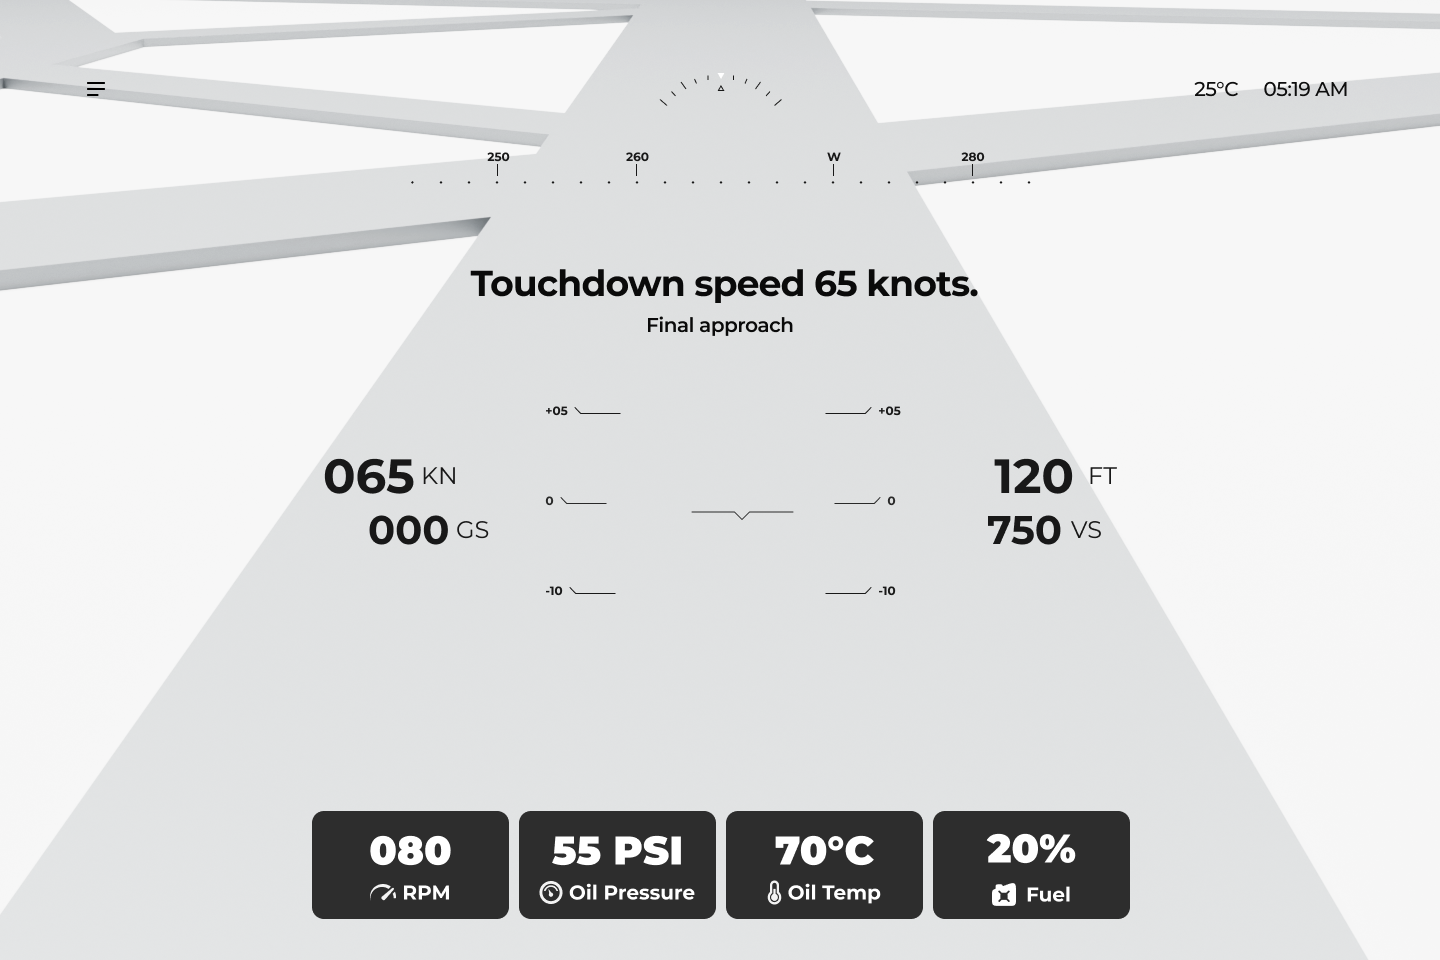 25°C 05:19 AM
250 260 W 280
Touchdown speed 65 knots.
Final approach
+05 +05
065 KN
120 FT
0 0
000 GS
750 VS
-10 -10
080
RPM
55 PSI
Oil Pressure
70°C
Oil Temp
20%
Fuel